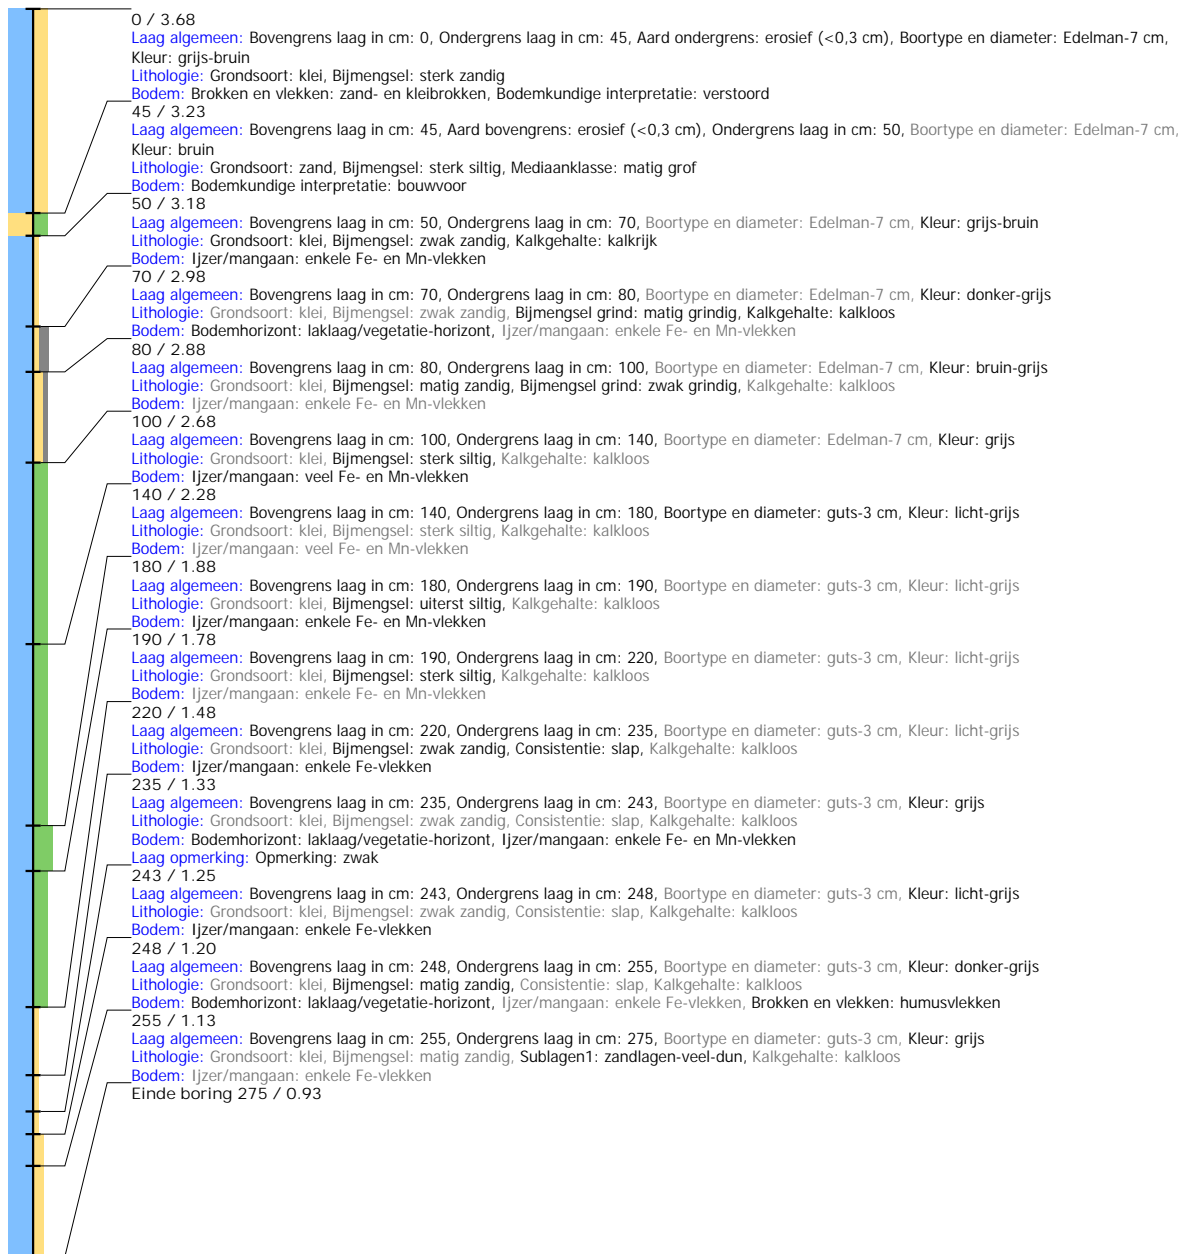 0 / 3.68
Laag algemeen: Bovengrens laag in cm: 0, Ondergrens laag in cm: 45, Aard ondergrens: erosief (<0,3 cm), Boortype en diameter: Edelman-7 cm,
Kleur: grijs-bruin
Lithologie: Grondsoort: klei, Bijmengsel: sterk zandig
Bodem: Brokken en vlekken: zand- en kleibrokken, Bodemkundige interpretatie: verstoord
45 / 3.23
Laag algemeen: Bovengrens laag in cm: 45, Aard bovengrens: erosief (<0,3 cm), Ondergrens laag in cm: 50, Boortype en diameter: Edelman-7 cm,
Kleur: bruin
Lithologie: Grondsoort: zand, Bijmengsel: sterk siltig, Mediaanklasse: matig grof
Bodem: Bodemkundige interpretatie: bouwvoor
50 / 3.18
Laag algemeen: Bovengrens laag in cm: 50, Ondergrens laag in cm: 70, Boortype en diameter: Edelman-7 cm, Kleur: grijs-bruin
Lithologie: Grondsoort: klei, Bijmengsel: zwak zandig, Kalkgehalte: kalkrijk
Bodem: Ijzer/mangaan: enkele Fe- en Mn-vlekken
70 / 2.98
Laag algemeen: Bovengrens laag in cm: 70, Ondergrens laag in cm: 80, Boortype en diameter: Edelman-7 cm, Kleur: donker-grijs
Lithologie: Grondsoort: klei, Bijmengsel: zwak zandig, Bijmengsel grind: matig grindig, Kalkgehalte: kalkloos
Bodem: Bodemhorizont: laklaag/vegetatie-horizont, Ijzer/mangaan: enkele Fe- en Mn-vlekken
80 / 2.88
Laag algemeen: Bovengrens laag in cm: 80, Ondergrens laag in cm: 100, Boortype en diameter: Edelman-7 cm, Kleur: bruin-grijs
Lithologie: Grondsoort: klei, Bijmengsel: matig zandig, Bijmengsel grind: zwak grindig, Kalkgehalte: kalkloos
Bodem: Ijzer/mangaan: enkele Fe- en Mn-vlekken
100 / 2.68
Laag algemeen: Bovengrens laag in cm: 100, Ondergrens laag in cm: 140, Boortype en diameter: Edelman-7 cm, Kleur: grijs
Lithologie: Grondsoort: klei, Bijmengsel: sterk siltig, Kalkgehalte: kalkloos
Bodem: Ijzer/mangaan: veel Fe- en Mn-vlekken
140 / 2.28
Laag algemeen: Bovengrens laag in cm: 140, Ondergrens laag in cm: 180, Boortype en diameter: guts-3 cm, Kleur: licht-grijs
Lithologie: Grondsoort: klei, Bijmengsel: sterk siltig, Kalkgehalte: kalkloos
Bodem: Ijzer/mangaan: veel Fe- en Mn-vlekken
180 / 1.88
Laag algemeen: Bovengrens laag in cm: 180, Ondergrens laag in cm: 190, Boortype en diameter: guts-3 cm, Kleur: licht-grijs
Lithologie: Grondsoort: klei, Bijmengsel: uiterst siltig, Kalkgehalte: kalkloos
Bodem: Ijzer/mangaan: enkele Fe- en Mn-vlekken
190 / 1.78
Laag algemeen: Bovengrens laag in cm: 190, Ondergrens laag in cm: 220, Boortype en diameter: guts-3 cm, Kleur: licht-grijs
Lithologie: Grondsoort: klei, Bijmengsel: sterk siltig, Kalkgehalte: kalkloos
Bodem: Ijzer/mangaan: enkele Fe- en Mn-vlekken
220 / 1.48
Laag algemeen: Bovengrens laag in cm: 220, Ondergrens laag in cm: 235, Boortype en diameter: guts-3 cm, Kleur: licht-grijs
Lithologie: Grondsoort: klei, Bijmengsel: zwak zandig, Consistentie: slap, Kalkgehalte: kalkloos
Bodem: Ijzer/mangaan: enkele Fe-vlekken
235 / 1.33
Laag algemeen: Bovengrens laag in cm: 235, Ondergrens laag in cm: 243, Boortype en diameter: guts-3 cm, Kleur: grijs
Lithologie: Grondsoort: klei, Bijmengsel: zwak zandig, Consistentie: slap, Kalkgehalte: kalkloos
Bodem: Bodemhorizont: laklaag/vegetatie-horizont, Ijzer/mangaan: enkele Fe- en Mn-vlekken
Laag opmerking: Opmerking: zwak
243 / 1.25
Laag algemeen: Bovengrens laag in cm: 243, Ondergrens laag in cm: 248, Boortype en diameter: guts-3 cm, Kleur: licht-grijs
Lithologie: Grondsoort: klei, Bijmengsel: zwak zandig, Consistentie: slap, Kalkgehalte: kalkloos
Bodem: Ijzer/mangaan: enkele Fe-vlekken
248 / 1.20
Laag algemeen: Bovengrens laag in cm: 248, Ondergrens laag in cm: 255, Boortype en diameter: guts-3 cm, Kleur: donker-grijs
Lithologie: Grondsoort: klei, Bijmengsel: matig zandig, Consistentie: slap, Kalkgehalte: kalkloos
Bodem: Bodemhorizont: laklaag/vegetatie-horizont, Ijzer/mangaan: enkele Fe-vlekken, Brokken en vlekken: humusvlekken
255 / 1.13
Laag algemeen: Bovengrens laag in cm: 255, Ondergrens laag in cm: 275, Boortype en diameter: guts-3 cm, Kleur: grijs
Lithologie: Grondsoort: klei, Bijmengsel: matig zandig, Sublagen1: zandlagen-veel-dun, Kalkgehalte: kalkloos
Bodem: Ijzer/mangaan: enkele Fe-vlekken
Einde boring 275 / 0.93